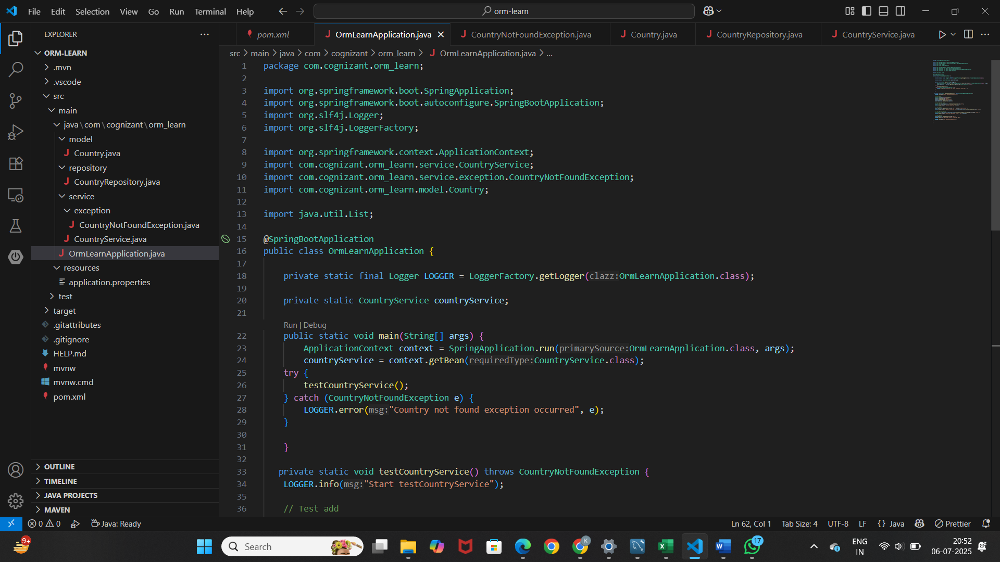 File Edit Selection View Go Run Terminal Help
orm-learn
EXPLORER
ORM-LEARN
.mvn
.vscode
src
main
java\com\cognizant\orm_learn
model
Country.java
repository
CountryRepository.java
service
exception
CountryNotFoundException.java
CountryService.java
OrmLearnApplication.java
resources
application.properties
test
target
.gitattributes
.gitignore
HELP.md
mvnw
mvnw.cmd
pom.xml
OUTLINE
TIMELINE
JAVA PROJECTS
MAVEN
pom.xml OrmLearnApplication.java CountryNotFoundException.java Country.java CountryRepository.java CountryService.java
src > main > java > com > cognizant > orm_learn > OrmLearnApplication.java > ...
1 package com.cognizant.orm_learn;
2
3 import org.springframework.boot.SpringApplication;
4 import org.springframework.boot.autoconfigure.SpringBootApplication;
5 import org.slf4j.Logger;
6 import org.slf4j.LoggerFactory;
7
8 import org.springframework.context.ApplicationContext;
9 import com.cognizant.orm_learn.service.CountryService;
10 import com.cognizant.orm_learn.service.exception.CountryNotFoundException;
11 import com.cognizant.orm_learn.model.Country;
12
13 import java.util.List;
14
15 @SpringBootApplication
16 public class OrmLearnApplication {
17
18 private static final Logger LOGGER = LoggerFactory.getLogger(clazz:OrmLearnApplication.class);
19
20 private static CountryService countryService;
21
Run | Debug
22 public static void main(String[] args) {
23 ApplicationContext context = SpringApplication.run(primarySource:OrmLearnApplication.class, args);
24 countryService = context.getBean(requiredType:CountryService.class);
25 try {
26 testCountryService();
27 } catch (CountryNotFoundException e) {
28 LOGGER.error(msg:"Country not found exception occurred", e);
29 }
30
31 }
32
33 private static void testCountryService() throws CountryNotFoundException {
34 LOGGER.info(msg:"Start testCountryService");
35
36 // Test add
0 0 Java: Ready
Ln 62, Col 1 Tab Size: 4 UTF-8 LF {} Java Prettier
9+
Search
K
17
ENG
IN
20:52
06-07-2025